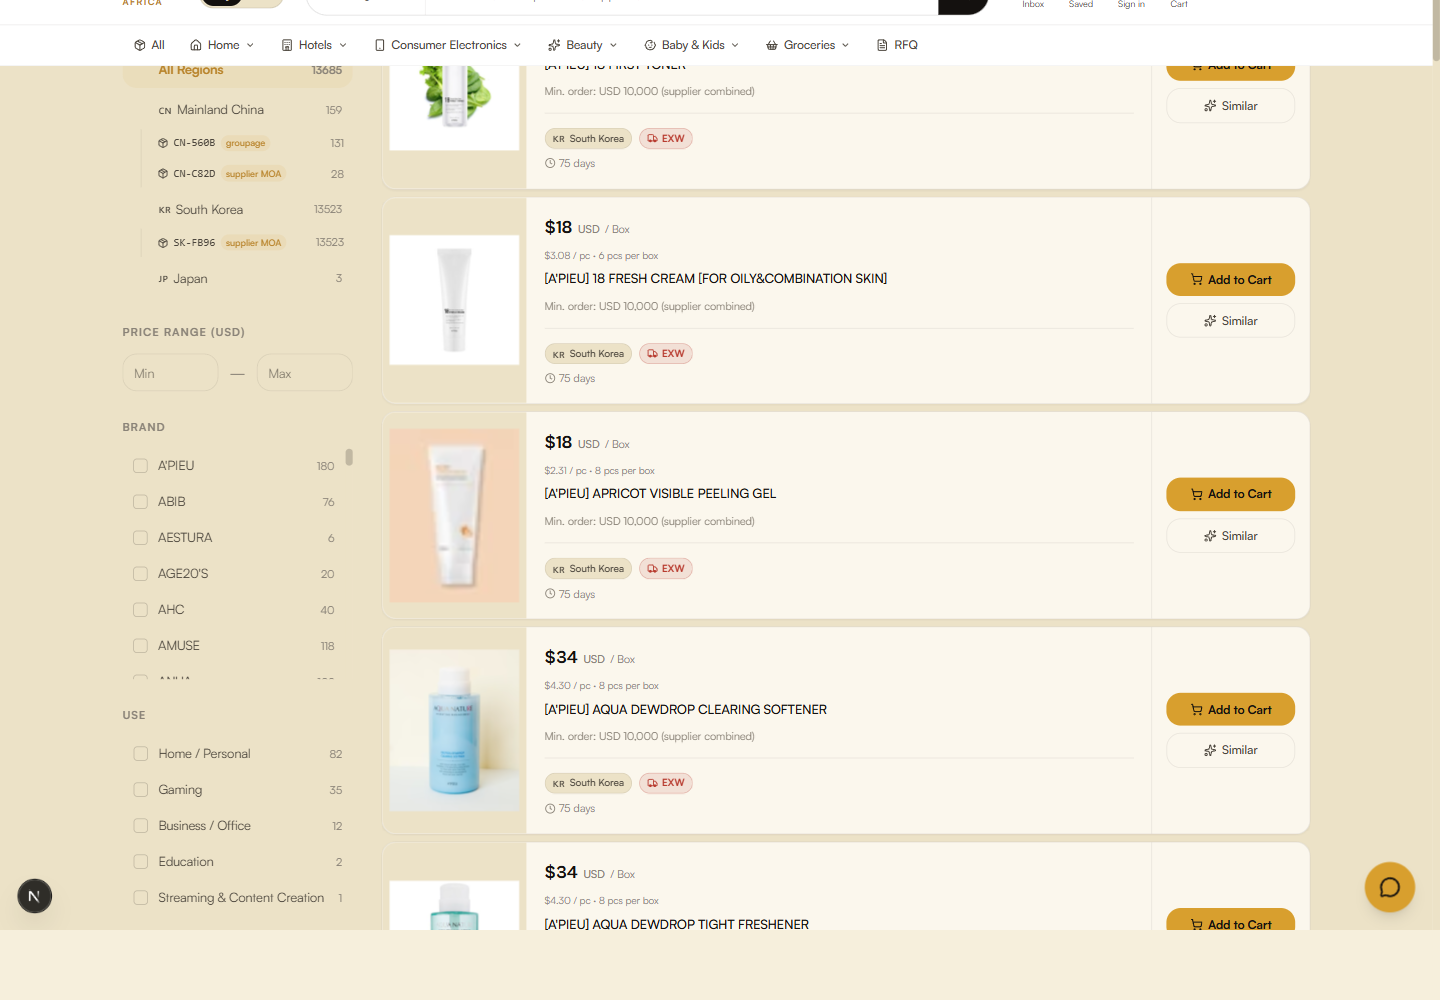 AFRICA
Inbox
Saved
Sign in
Cart
All
Home
Hotels
Consumer Electronics
Beauty
Baby & Kids
Groceries
RFQ
All Regions 13685
CN Mainland China 159
CN-560B groupage 131
CN-C82D supplier MOA 28
KR South Korea 13523
SK-FB96 supplier MOA 13523
JP Japan 3
PRICE RANGE (USD)
Min — Max
BRAND
A'PIEU 180
ABIB 76
AESTURA 6
AGE20'S 20
AHC 40
AMUSE 118
USE
Home / Personal 82
Gaming 35
Business / Office 12
Education 2
Streaming & Content Creation 1
N
[A'PIEU] 18 FIRST TONER
Min. order: USD 10,000 (supplier combined)
KR South Korea
EXW
75 days
Add to Cart
Similar
$18 USD / Box
$3.08 / pc · 6 pcs per box
[A'PIEU] 18 FRESH CREAM [FOR OILY&COMBINATION SKIN]
Min. order: USD 10,000 (supplier combined)
KR South Korea
EXW
75 days
Add to Cart
Similar
$18 USD / Box
$2.31 / pc · 8 pcs per box
[A'PIEU] APRICOT VISIBLE PEELING GEL
Min. order: USD 10,000 (supplier combined)
KR South Korea
EXW
75 days
Add to Cart
Similar
$34 USD / Box
$4.30 / pc · 8 pcs per box
[A'PIEU] AQUA DEWDROP CLEARING SOFTENER
Min. order: USD 10,000 (supplier combined)
KR South Korea
EXW
75 days
Add to Cart
Similar
$34 USD / Box
$4.30 / pc · 8 pcs per box
[A'PIEU] AQUA DEWDROP TIGHT FRESHENER
Add to Cart